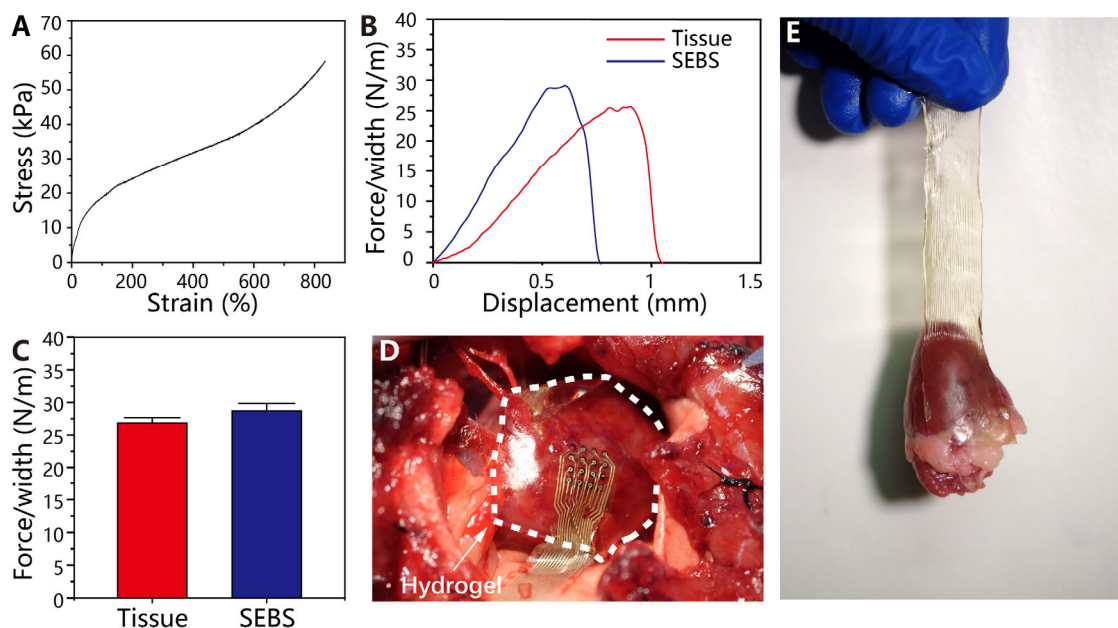 A
70
60
50
40
30
20
10
0
Stress (kPa)
0 200 400 600 800
Strain (%)
B
40
35
30
25
20
15
10
5
0
Force/width (N/m)
Tissue
SEBS
0 0.5 1 1.5
Displacement (mm)
C
40
35
30
25
20
25
10
5
0
Force/width (N/m)
Tissue SEBS
D
Hydrogel
E